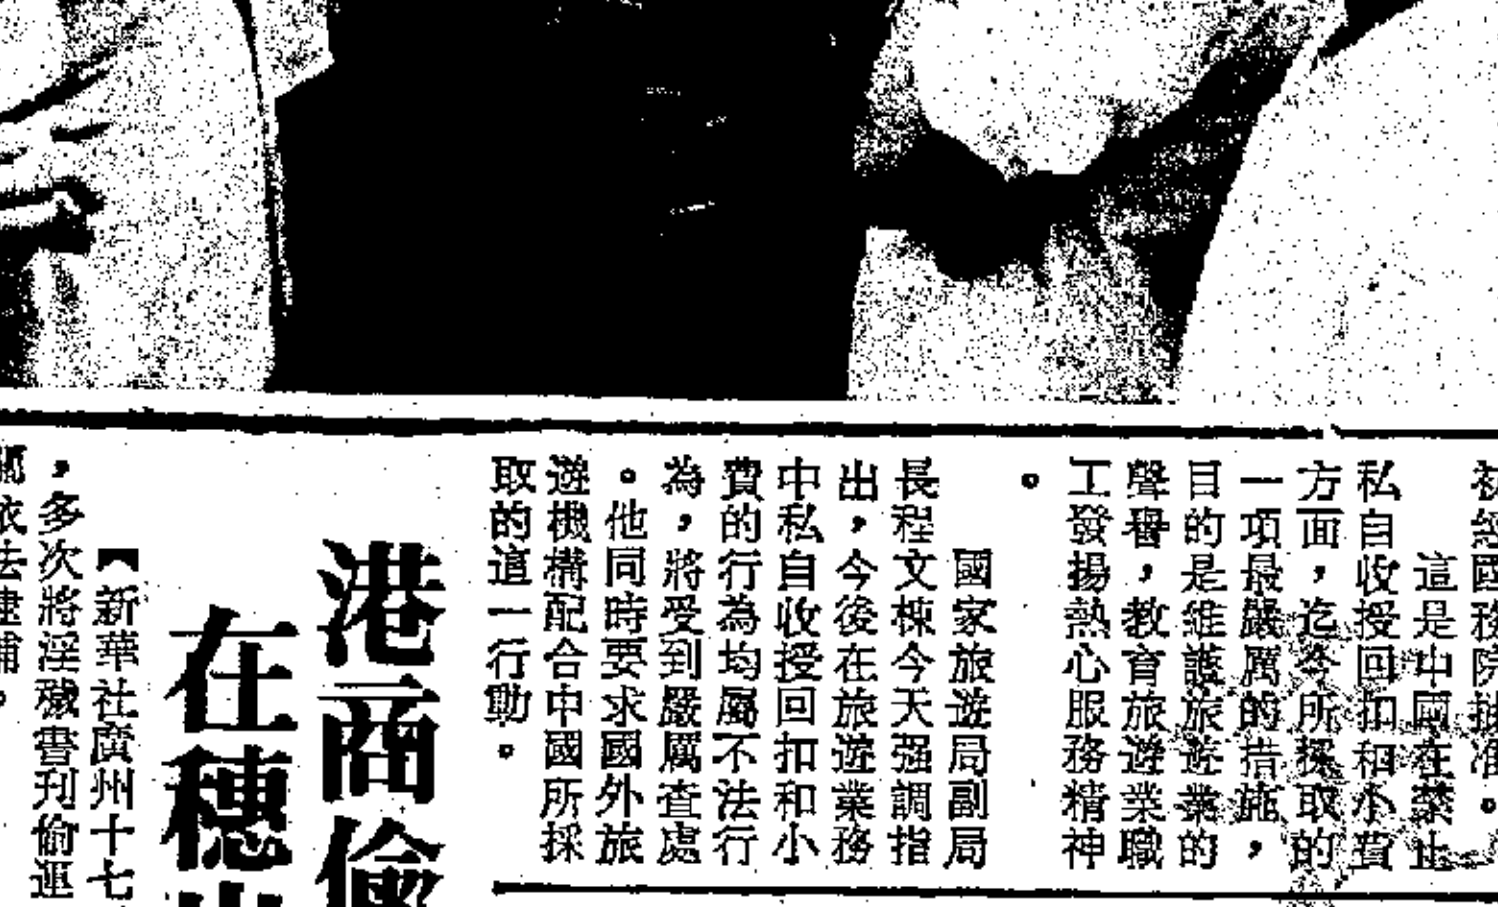 經國務院批准。
這是中國在禁止
私自收授回扣和小費
方面，迄今所採取的
一項最嚴厲的措施，
目的是維護旅遊業的
聲譽，教育旅遊業職
工發揚熱心服務精神
。
國家旅遊局副局
長程文棟今天强調指
出，今後在旅遊業務
中私自收授回扣和小
費的行為均屬不法行
為，將受到嚴厲查處
。他同時要求國外旅
遊機構配合中國所採
取的這一行動。
港商偷
在穗
【新華社廣州十七
，多次將淫穢書刊偷運
依法逮捕。